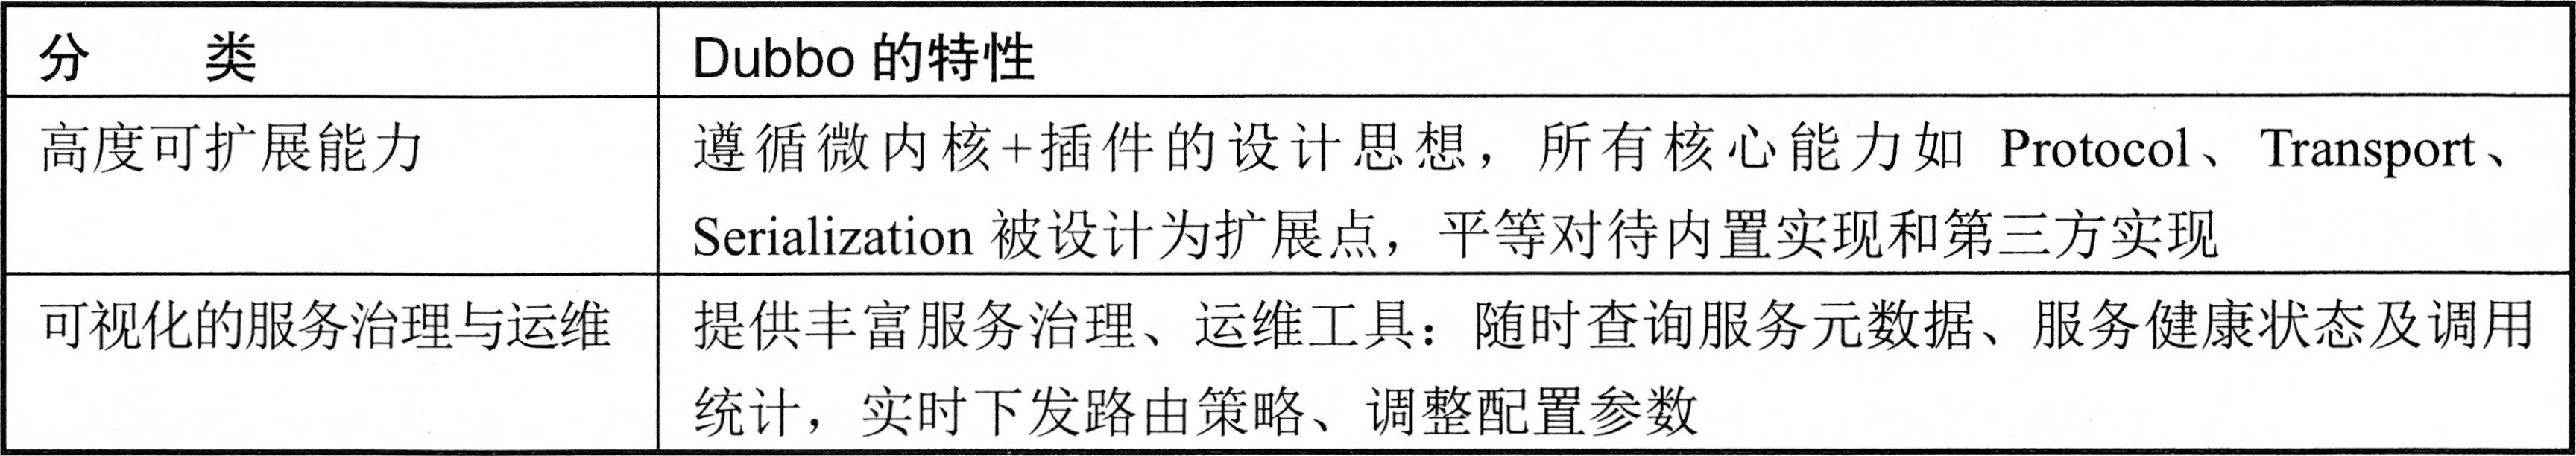 分 类
Dubbo 的特性
高度可扩展能力
遵循微内核+插件的设计思想，所有核心能力如 Protocol、Transport、
Serialization 被设计为扩展点，平等对待内置实现和第三方实现
可视化的服务治理与运维
提供丰富服务治理、运维工具：随时查询服务元数据、服务健康状态及调用
统计，实时下发路由策略、调整配置参数